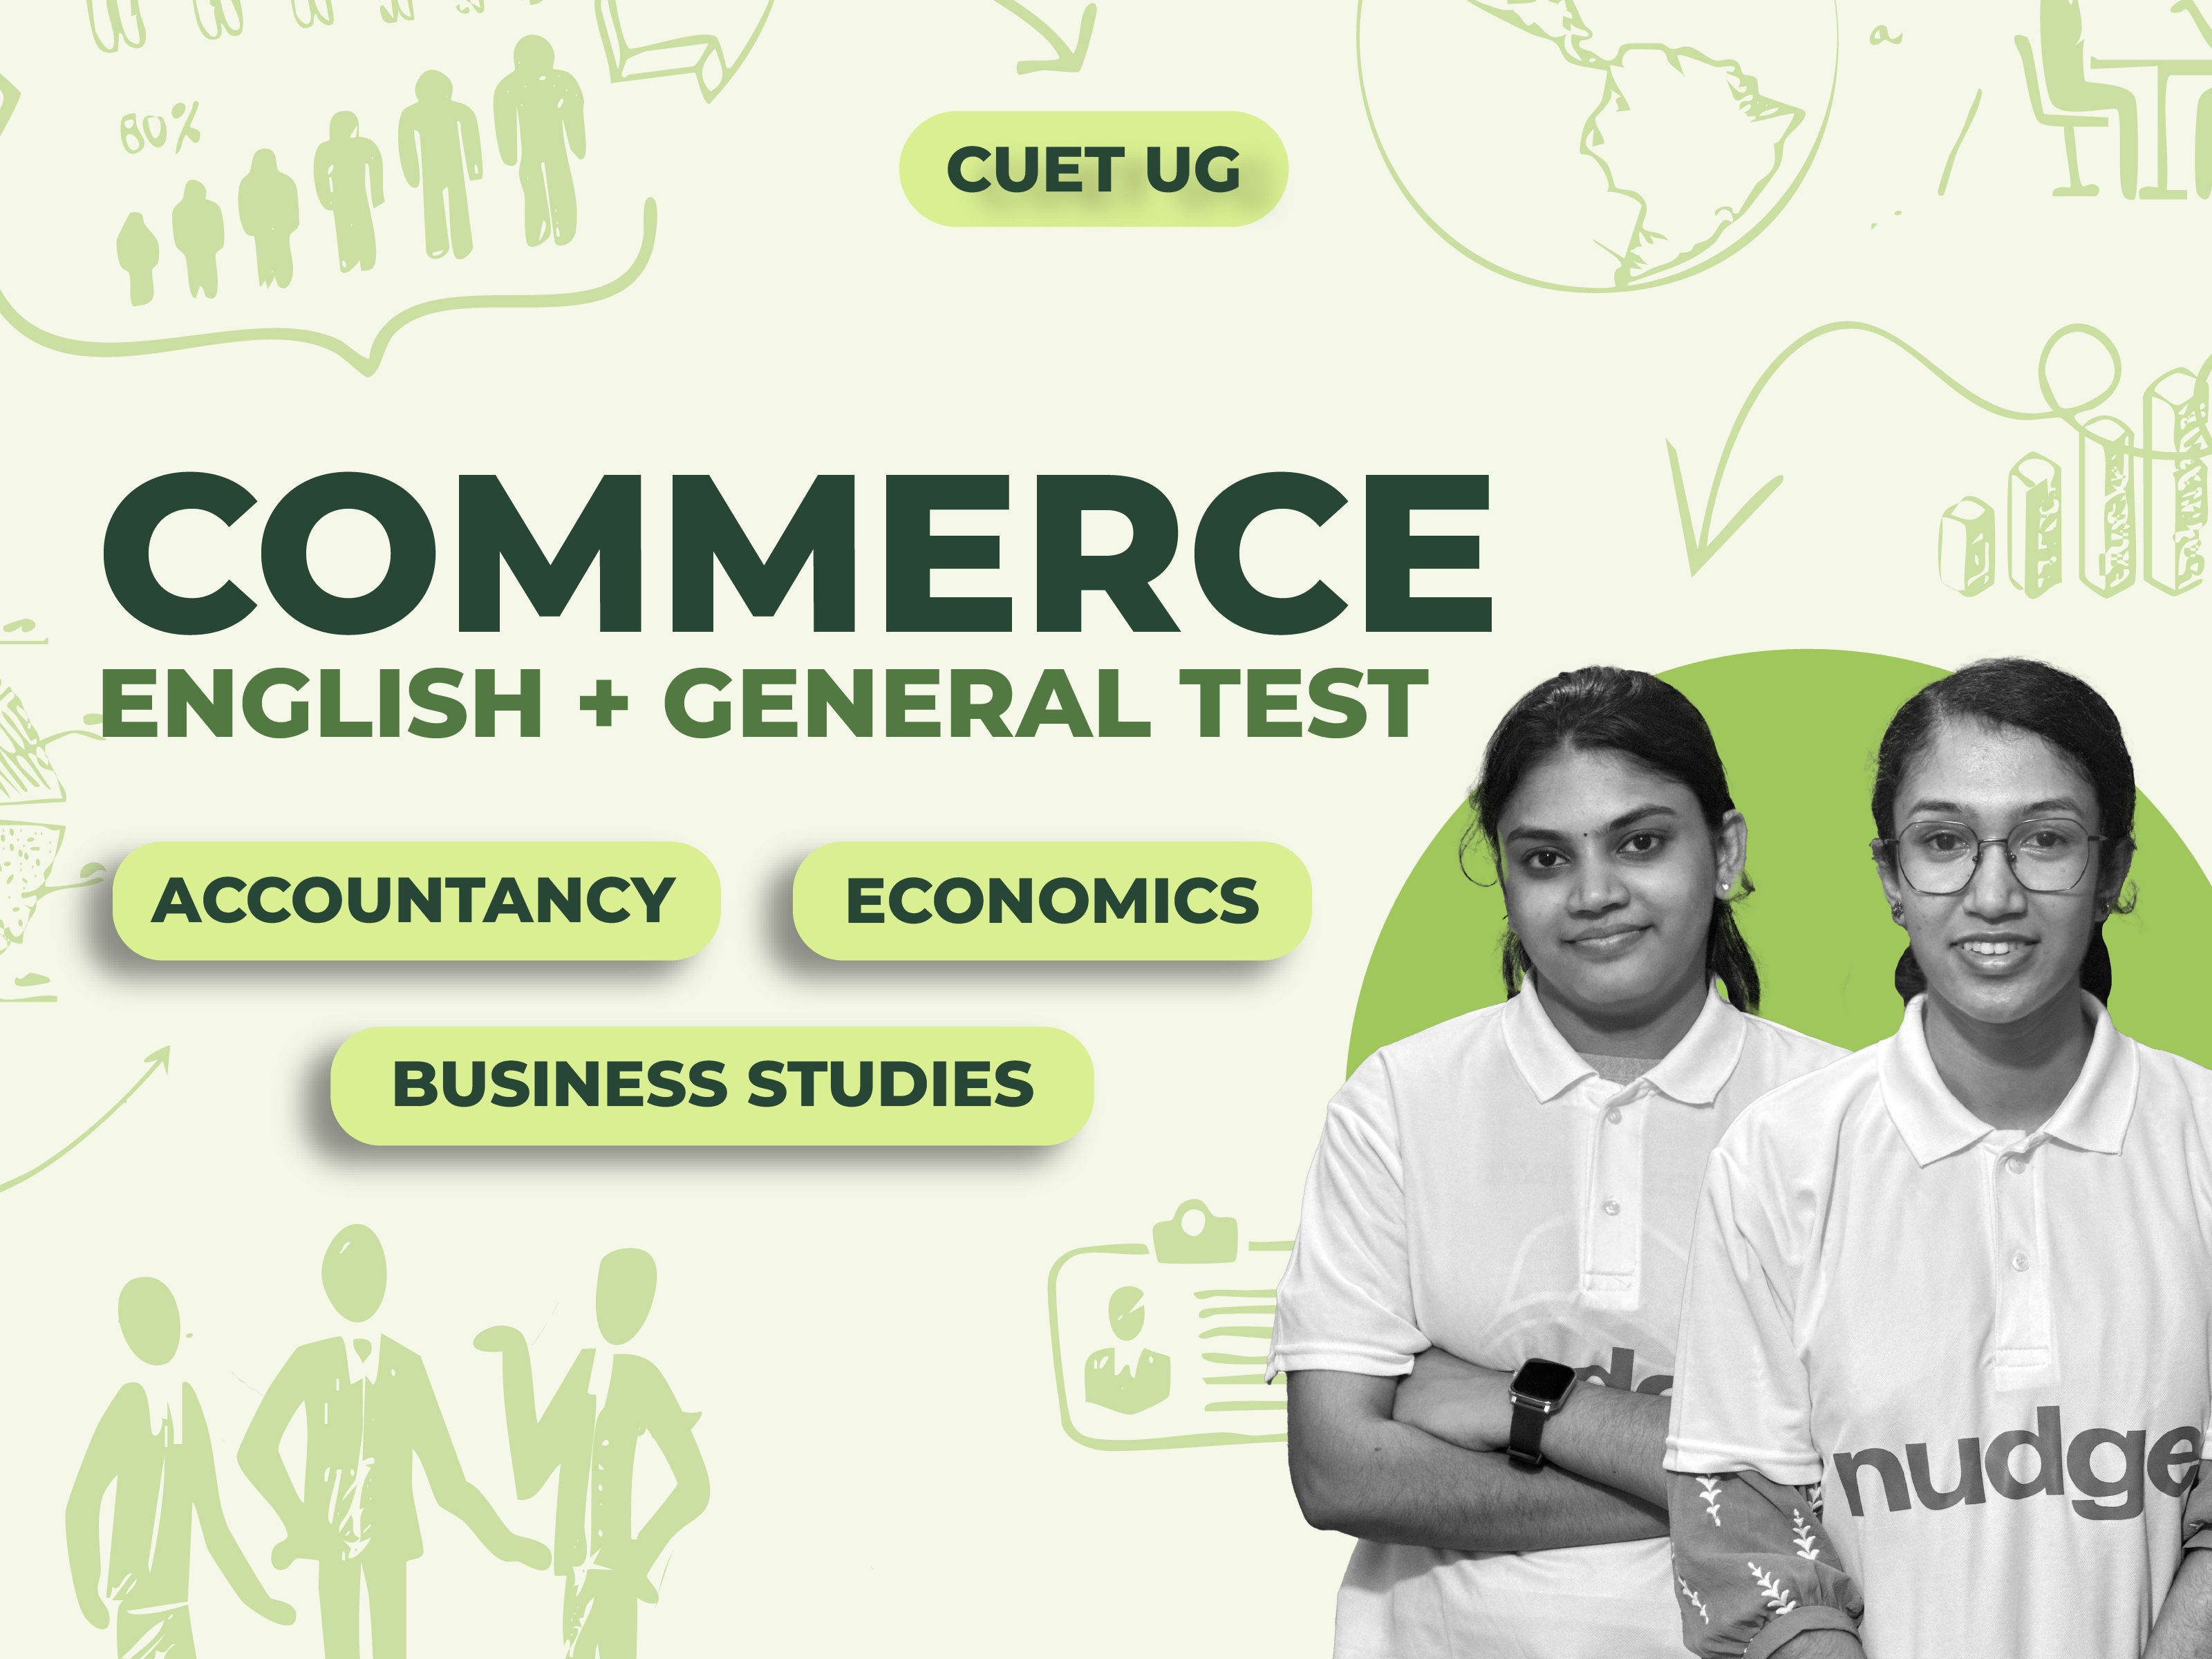 80%
CUET UG
COMMERCE
ENGLISH + GENERAL TEST
ACCOUNTANCY
ECONOMICS
BUSINESS STUDIES
nudge